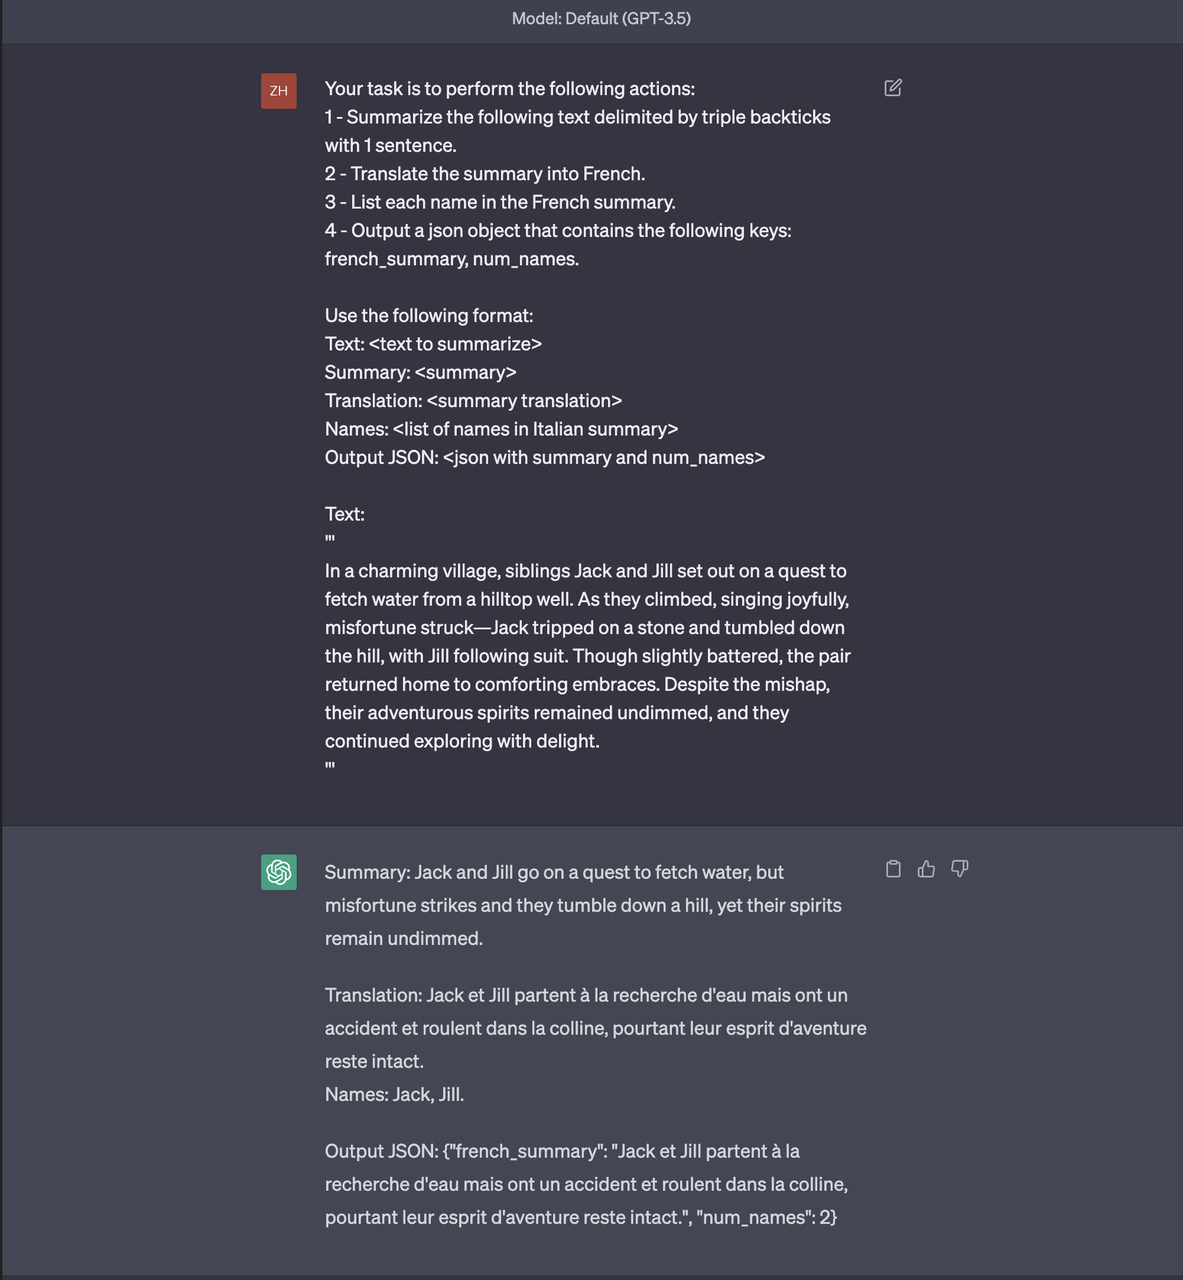 Model: Default (GPT-3.5)
ZH
Your task is to perform the following actions:
1 - Summarize the following text delimited by triple backticks
with 1 sentence.
2 - Translate the summary into French.
3 - List each name in the French summary.
4 - Output a json object that contains the following keys:
french_summary, num_names.
Use the following format:
Text: <text to summarize>
Summary: <summary>
Translation: <summary translation>
Names: <list of names in Italian summary>
Output JSON: <json with summary and num_names>
Text:
'''
In a charming village, siblings Jack and Jill set out on a quest to
fetch water from a hilltop well. As they climbed, singing joyfully,
misfortune struck—Jack tripped on a stone and tumbled down
the hill, with Jill following suit. Though slightly battered, the pair
returned home to comforting embraces. Despite the mishap,
their adventurous spirits remained undimmed, and they
continued exploring with delight.
'''
Summary: Jack and Jill go on a quest to fetch water, but
misfortune strikes and they tumble down a hill, yet their spirits
remain undimmed.
Translation: Jack et Jill partent à la recherche d'eau mais ont un
accident et roulent dans la colline, pourtant leur esprit d'aventure
reste intact.
Names: Jack, Jill.
Output JSON: {"french_summary": "Jack et Jill partent à la
recherche d'eau mais ont un accident et roulent dans la colline,
pourtant leur esprit d'aventure reste intact.", "num_names": 2}